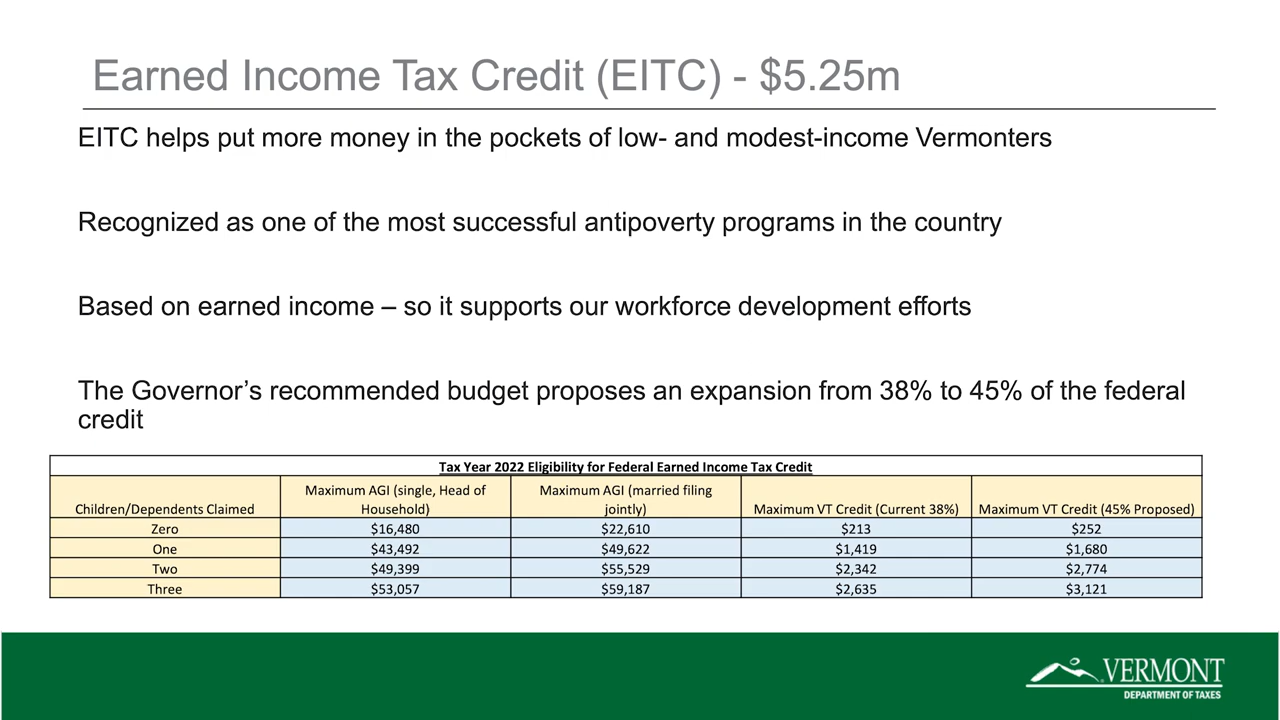 Earned Income Tax Credit (EITC) - $5.25m
EITC helps put more money in the pockets of low- and modest-income Vermonters
Recognized as one of the most successful antipoverty programs in the country
Based on earned income – so it supports our workforce development efforts
The Governor’s recommended budget proposes an expansion from 38% to 45% of the federal
credit
Tax Year 2022 Eligibility for Federal Earned Income Tax Credit
Children/Dependents Claimed Maximum AGI (single, Head of Household) Maximum AGI (married filing jointly) Maximum VT Credit (Current 38%) Maximum VT Credit (45% Proposed)
Zero $16,480 $22,610 $213 $252
One $43,492 $49,622 $1,419 $1,680
Two $49,399 $55,529 $2,342 $2,774
Three $53,057 $59,187 $2,635 $3,121
VERMONT
DEPARTMENT OF TAXES